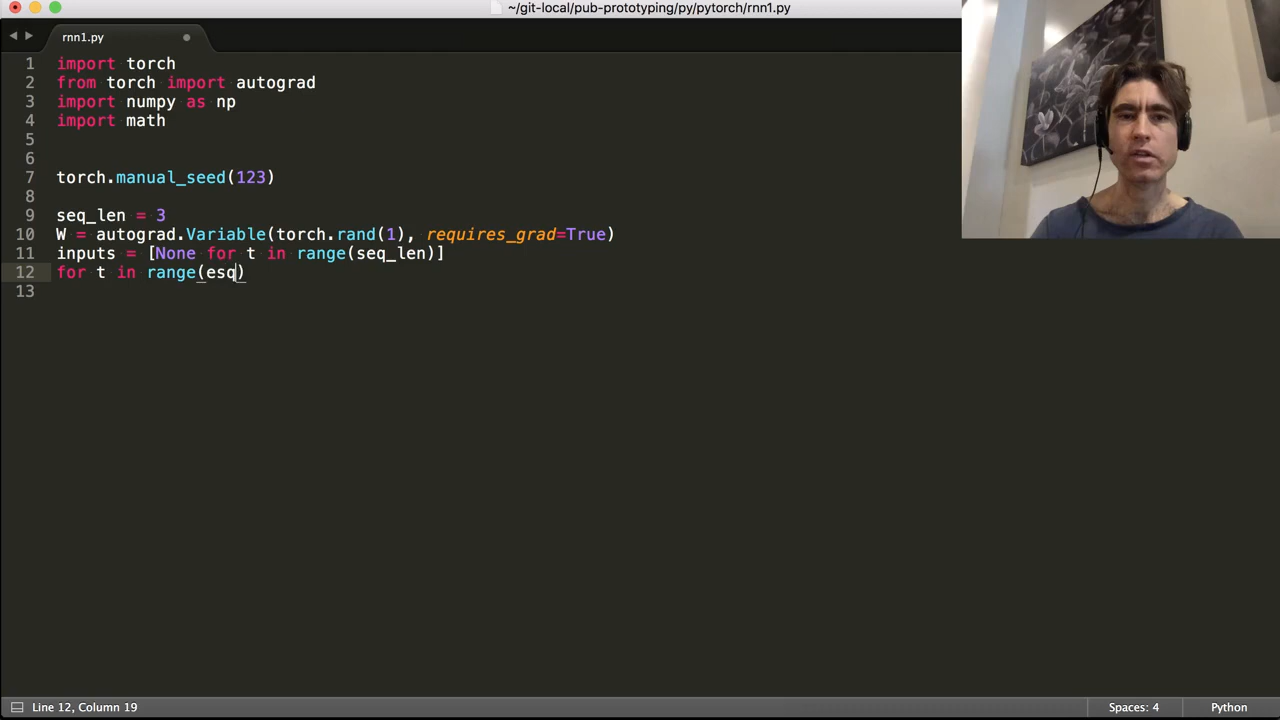 ~/git-local/pub-prototyping/py/pytorch/rnn1.py
rnn1.py
1 import torch
2 from torch import autograd
3 import numpy as np
4 import math
5
6
7 torch.manual_seed(123)
8
9 seq_len = 3
10 W = autograd.Variable(torch.rand(1), requires_grad=True)
11 inputs = [None for t in range(seq_len)]
12 for t in range(esq)
13
Line 12, Column 19
Spaces: 4
Python